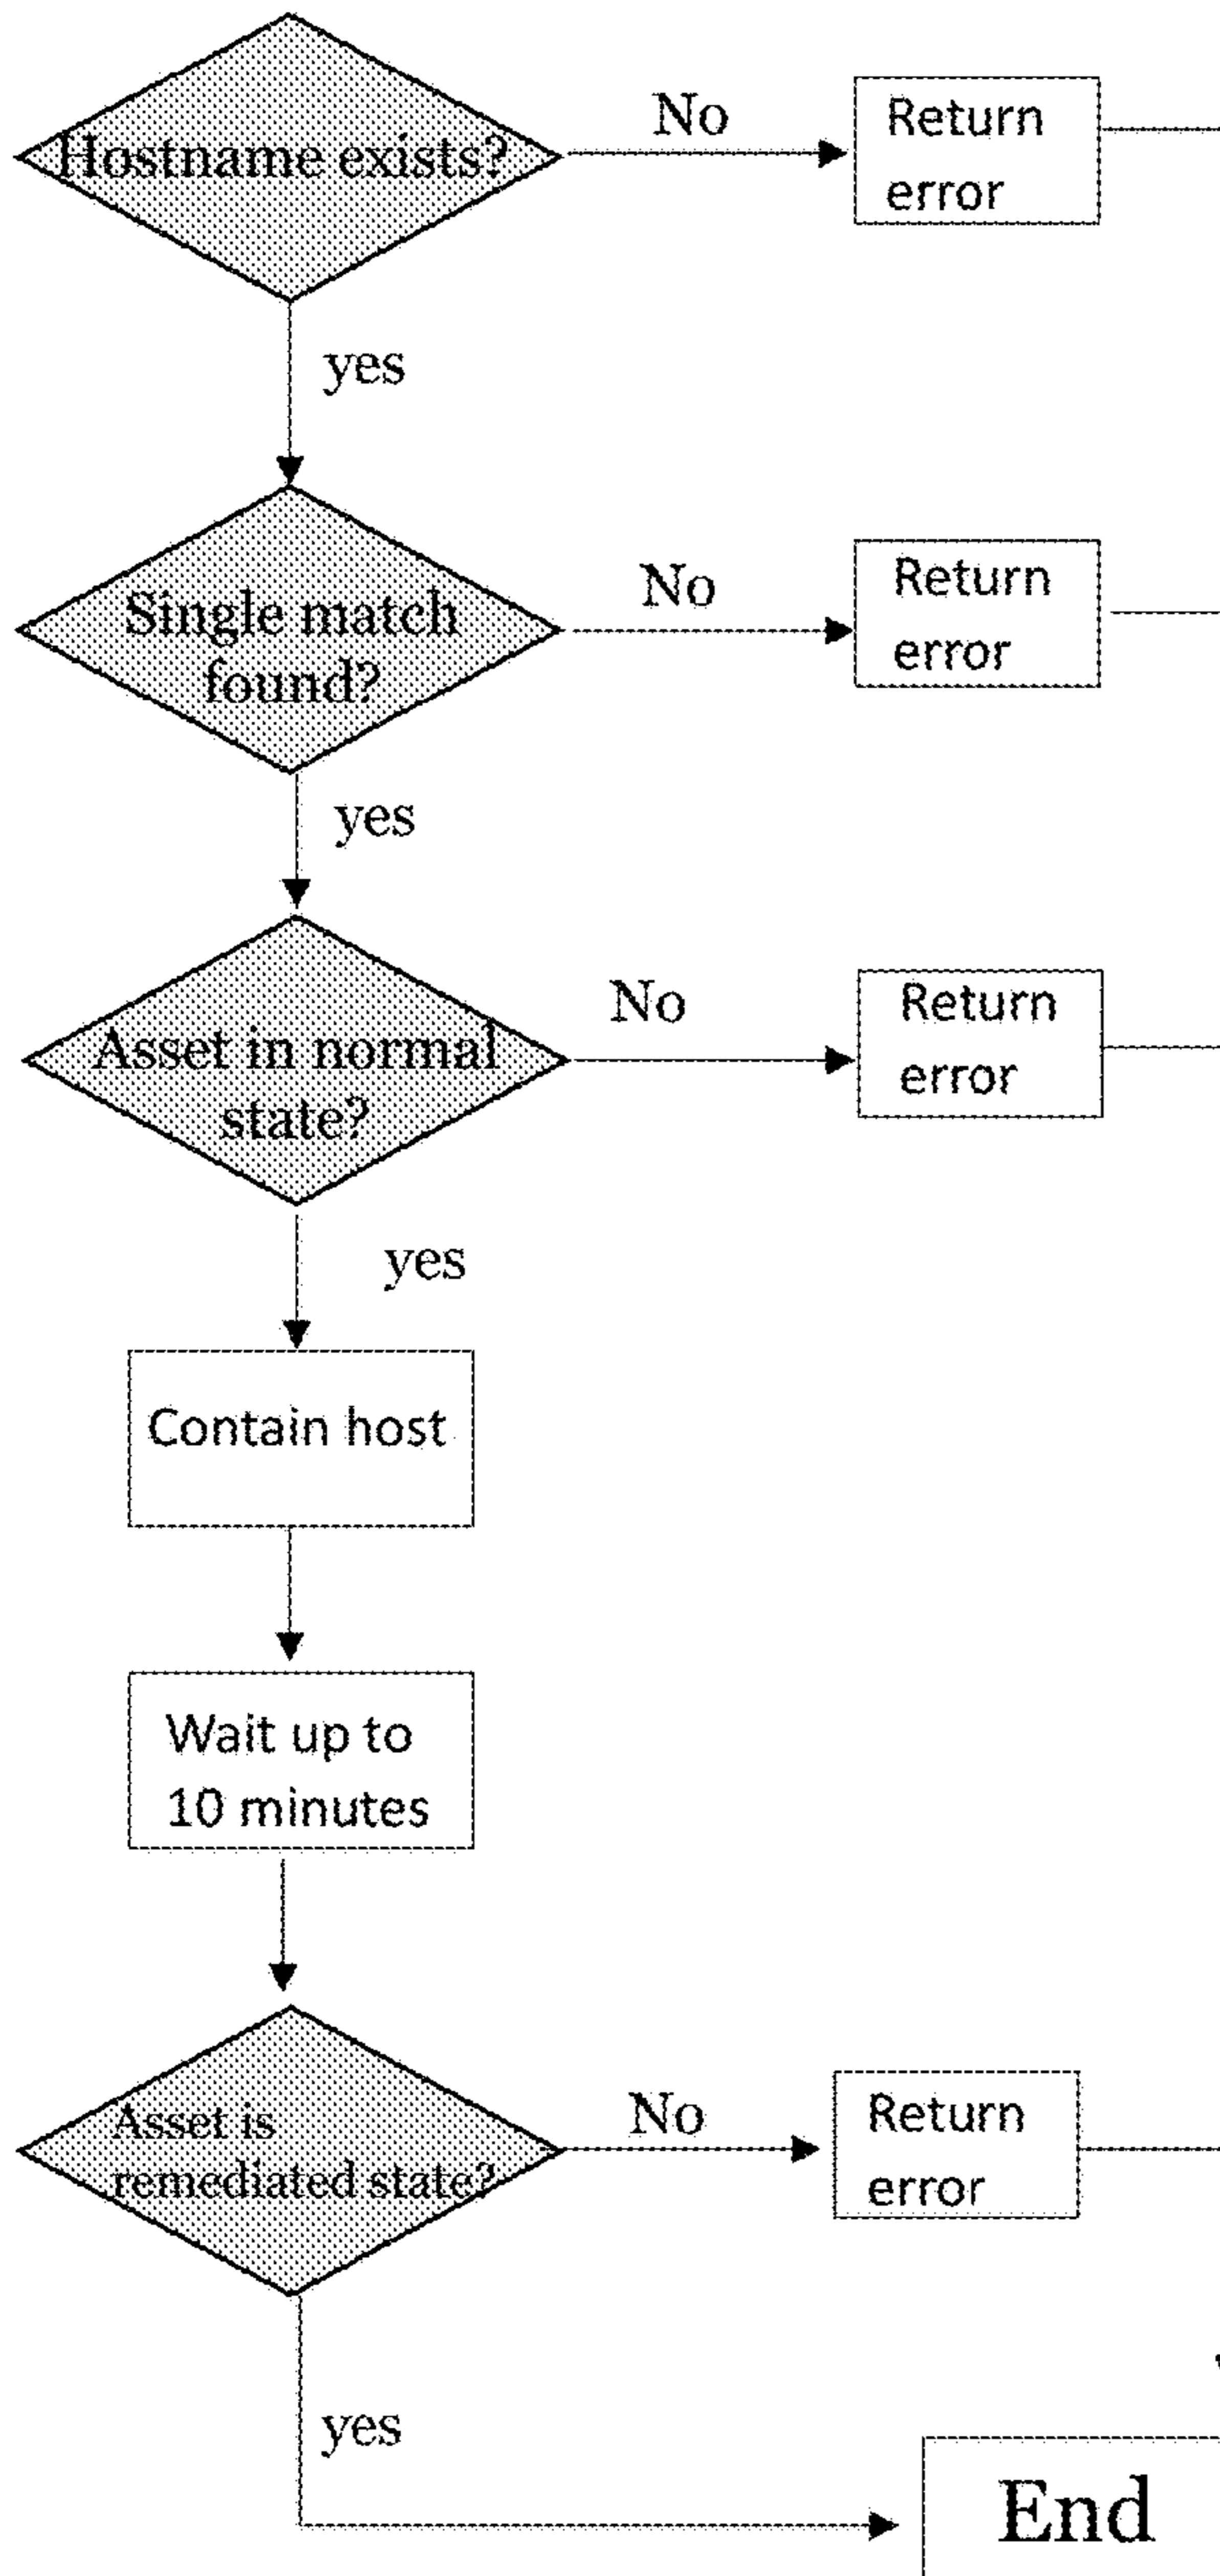 Hostname exists?
No
Return
error
yes
Single match
found?
No
Return
error
yes
Asset in normal
state?
No
Return
error
yes
Contain host
Wait up to
10 minutes
Asset is
remediated state?
No
Return
error
yes
End